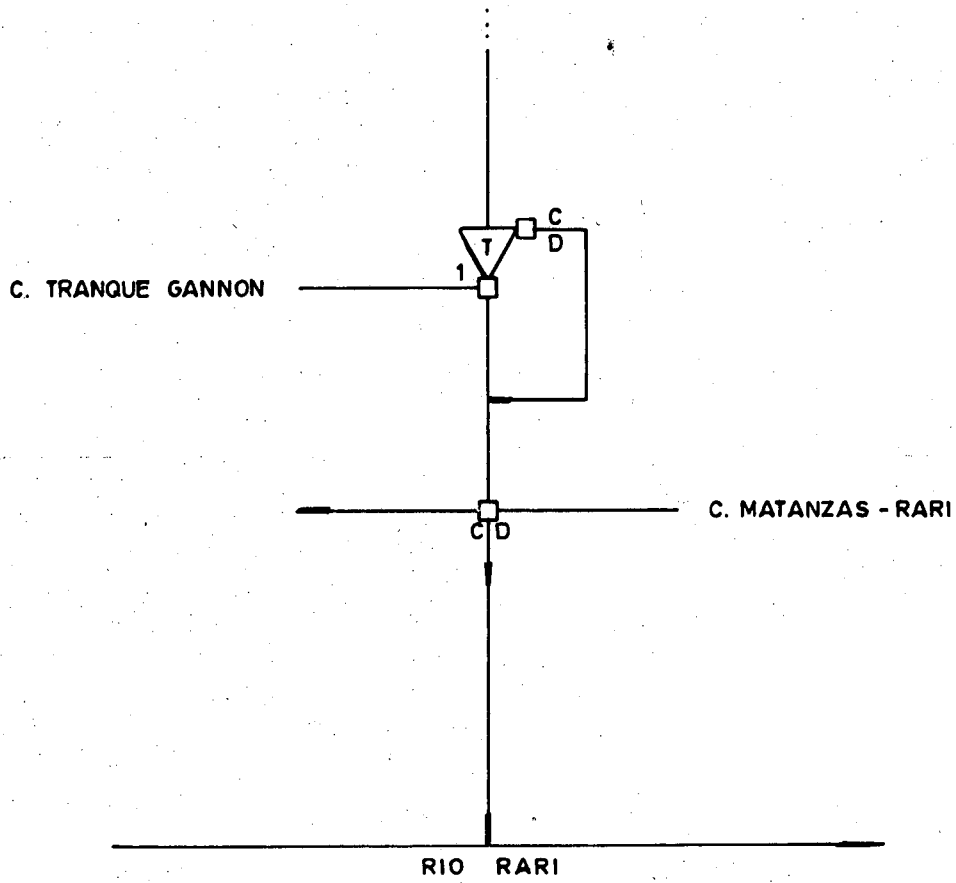 C
T
D
1
C. TRANQUE GANNON
C. MATANZAS - RARI
C D
RIO RARI